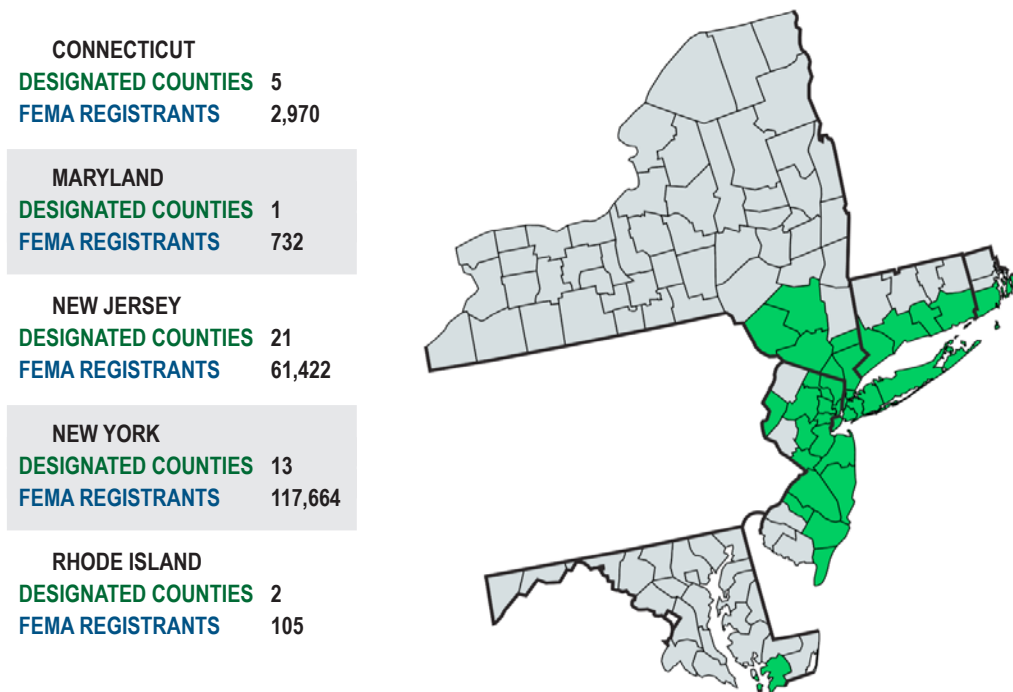 CONNECTICUT
DESIGNATED COUNTIES 5
FEMA REGISTRANTS 2,970
MARYLAND
DESIGNATED COUNTIES 1
FEMA REGISTRANTS 732
NEW JERSEY
DESIGNATED COUNTIES 21
FEMA REGISTRANTS 61,422
NEW YORK
DESIGNATED COUNTIES 13
FEMA REGISTRANTS 117,664
RHODE ISLAND
DESIGNATED COUNTIES 2
FEMA REGISTRANTS 105